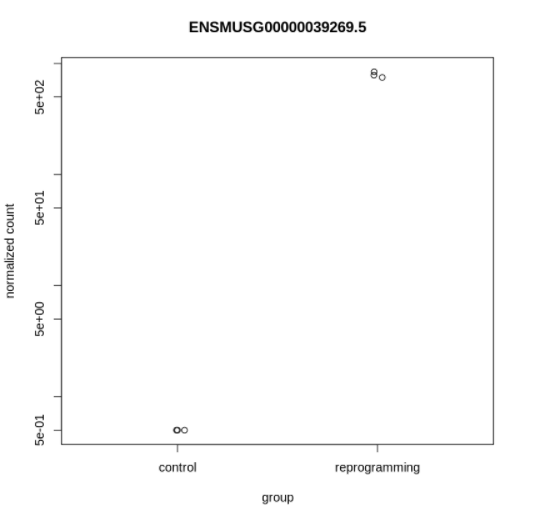 ENSMUSG00000039269.5
normalized count
5e+02
5e+01
5e+00
5e-01
control
reprogramming
group